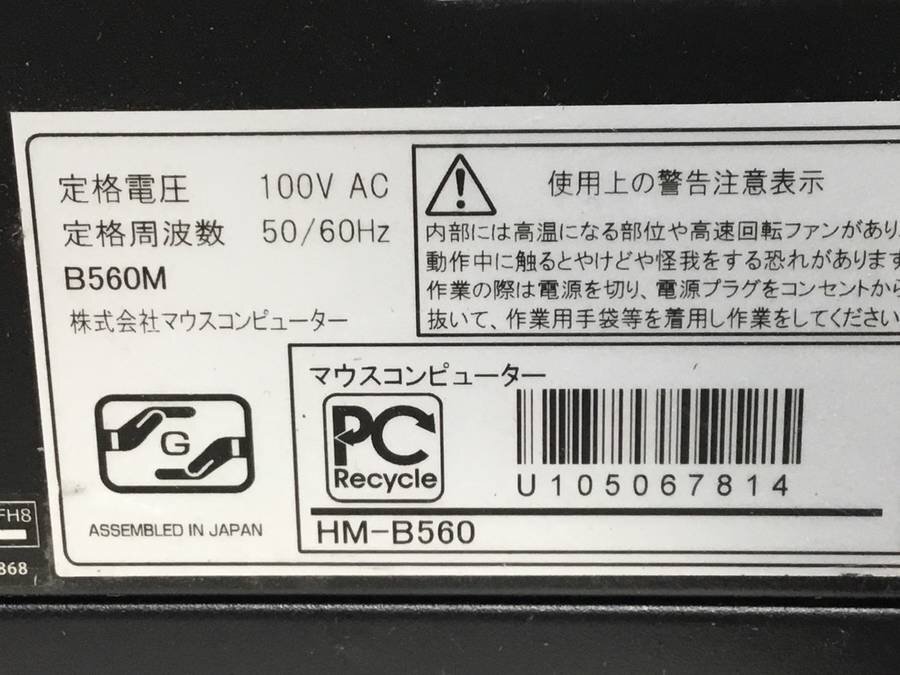 定格電圧 100V AC
定格周波数 50/60Hz
B560M
株式会社マウスコンピューター
使用上の警告注意表示
内部には高温になる部位や高速回転ファンがあり
動作中に触るとやけどや怪我をする恐れがあります
作業の際は電源を切り、電源プラグをコンセントから
抜いて、作業用手袋等を着用し作業をしてください
G
ASSEMBLED IN JAPAN
マウスコンピューター
PC
Recycle
U105067814
HM-B560
FH8
868